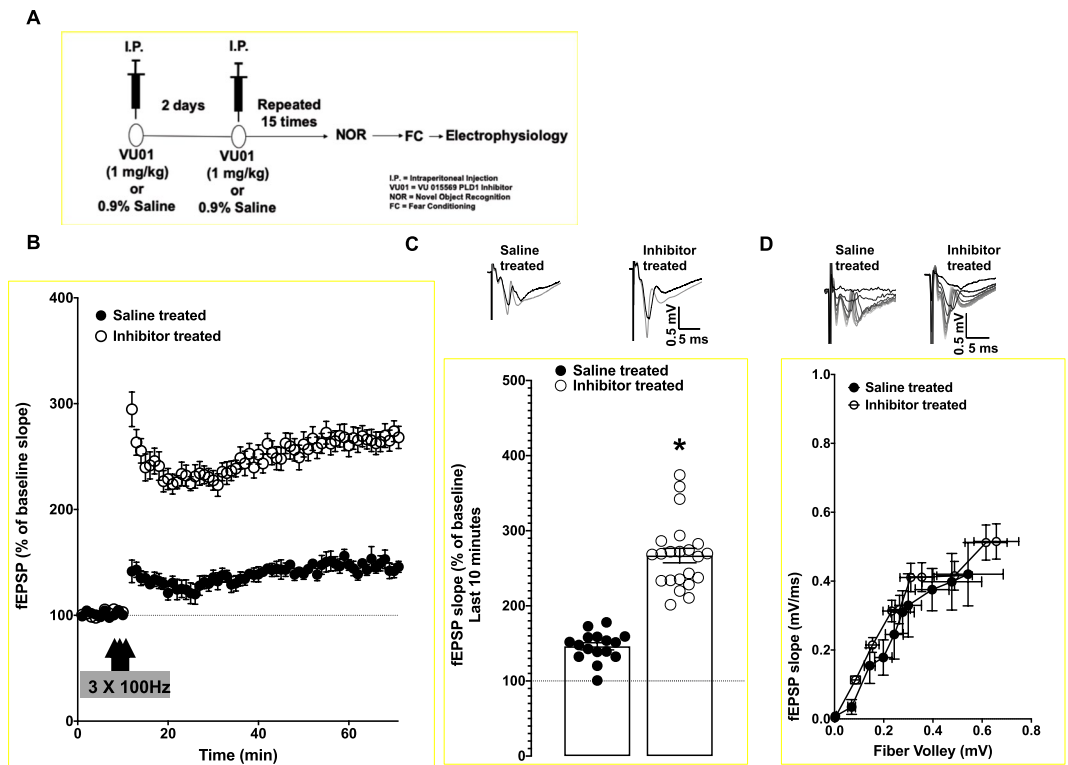 A
I.P.
I.P.
2 days
Repeated
15 times
NOR
FC
Electrophysiology
VU01
(1 mg/kg)
or
0.9% Saline
VU01
(1 mg/kg)
or
0.9% Saline
I.P. = Intraperitoneal Injection
VU01 = VU 015569 PLD1 Inhibitor
NOR = Novel Object Recognition
FC = Fear Conditioning
B
400
300
200
100
0
0
20
40
60
Saline treated
Inhibitor treated
3 X 100Hz
fEPSP (% of baseline slope)
Time (min)
C
Saline
treated
Inhibitor
treated
0.5 mV
5 ms
Saline treated
Inhibitor treated
500
400
300
200
100
0
*
fEPSP slope (% of baseline)
Last 10 minutes
D
Saline
treated
Inhibitor
treated
0.5 mV
5 ms
Saline treated
Inhibitor treated
1.0
0.8
0.6
0.4
0.2
0.0
0.0
0.2
0.4
0.6
0.8
fEPSP slope (mV/ms)
Fiber Volley (mV)